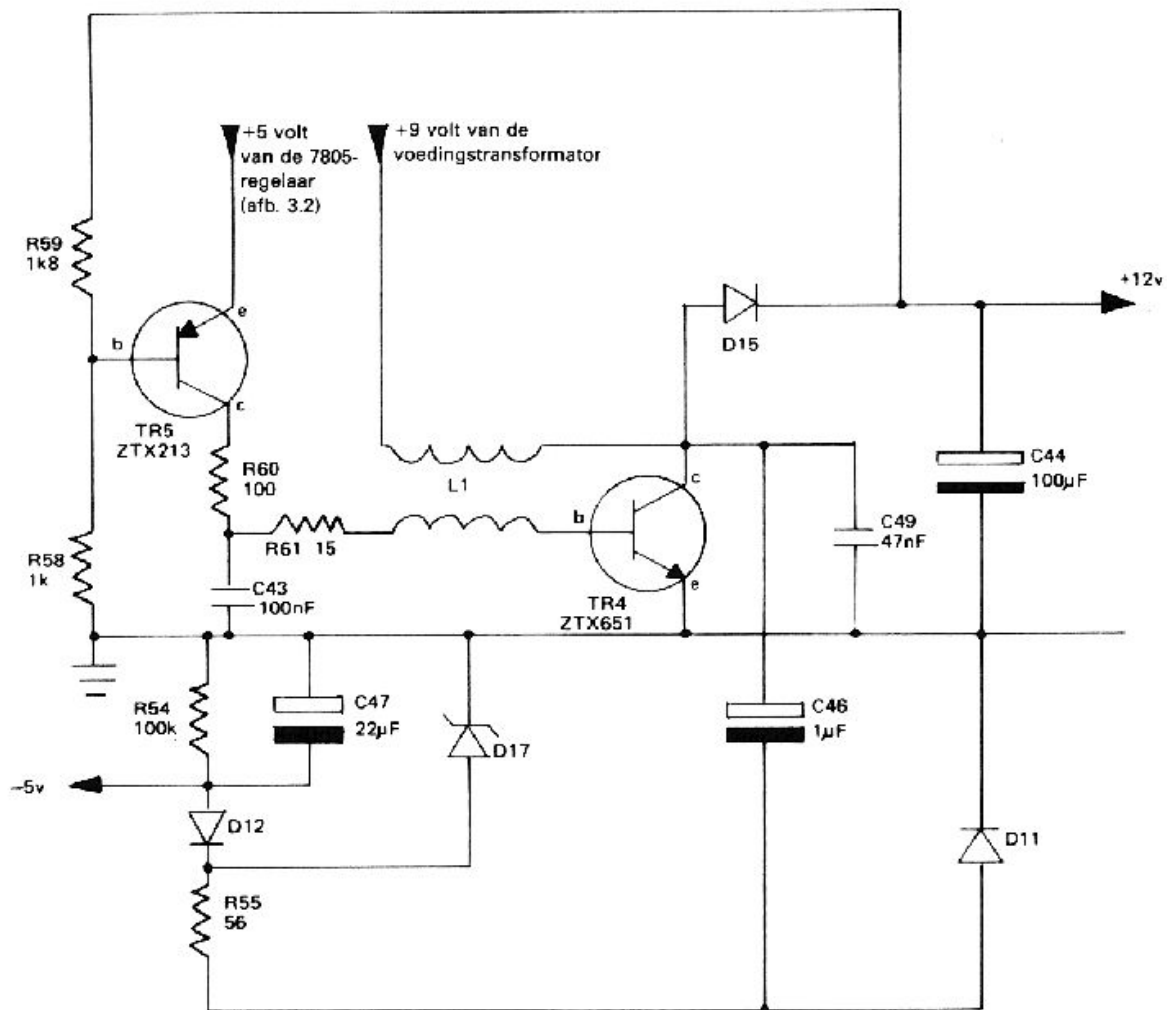 +5 volt
van de 7805-
regelaar
(afb. 3.2)
+9 volt van de
voedingstransformator
R59
1k8
e
b
c
TR5
ZTX213
+12v
D15
R60
100
L1
C44
100µF
c
b
e
C49
47nF
R61 15
R58
1k
C43
100nF
TR4
ZTX651
R54
100k
C47
22µF
D17
C46
1µF
–5v
D12
D11
R55
56